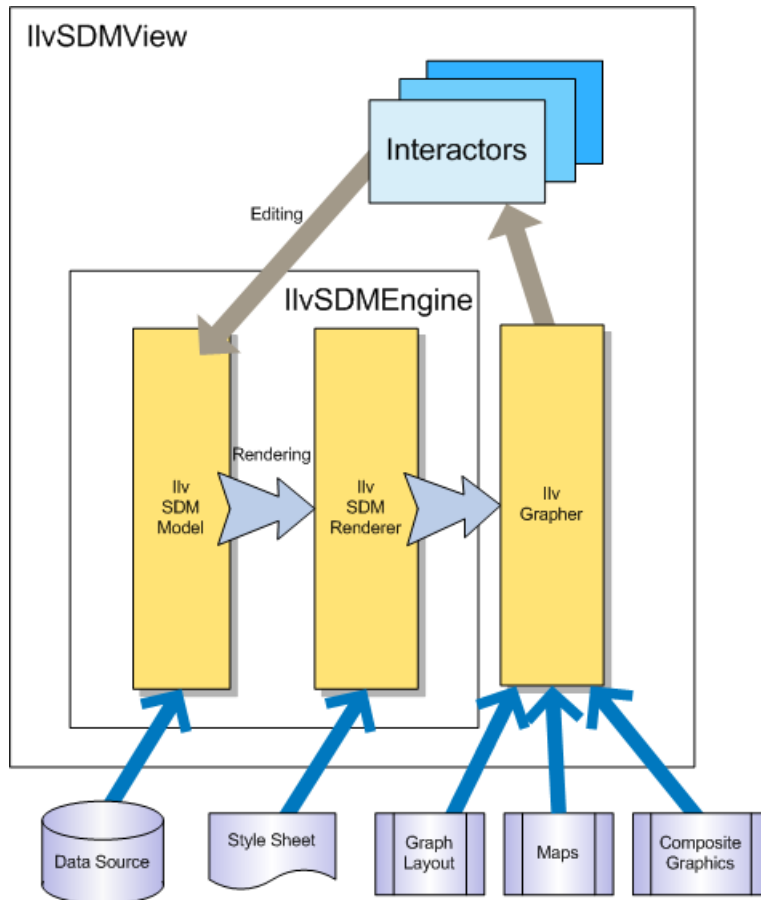 IlvSDMView
Interactors
Editing
IlvSDMEngine
Rendering
Ilv
SDM
Model
Ilv
SDM
Renderer
Ilv
Grapher
Data Source
Style Sheet
Graph
Layout
Maps
Composite
Graphics